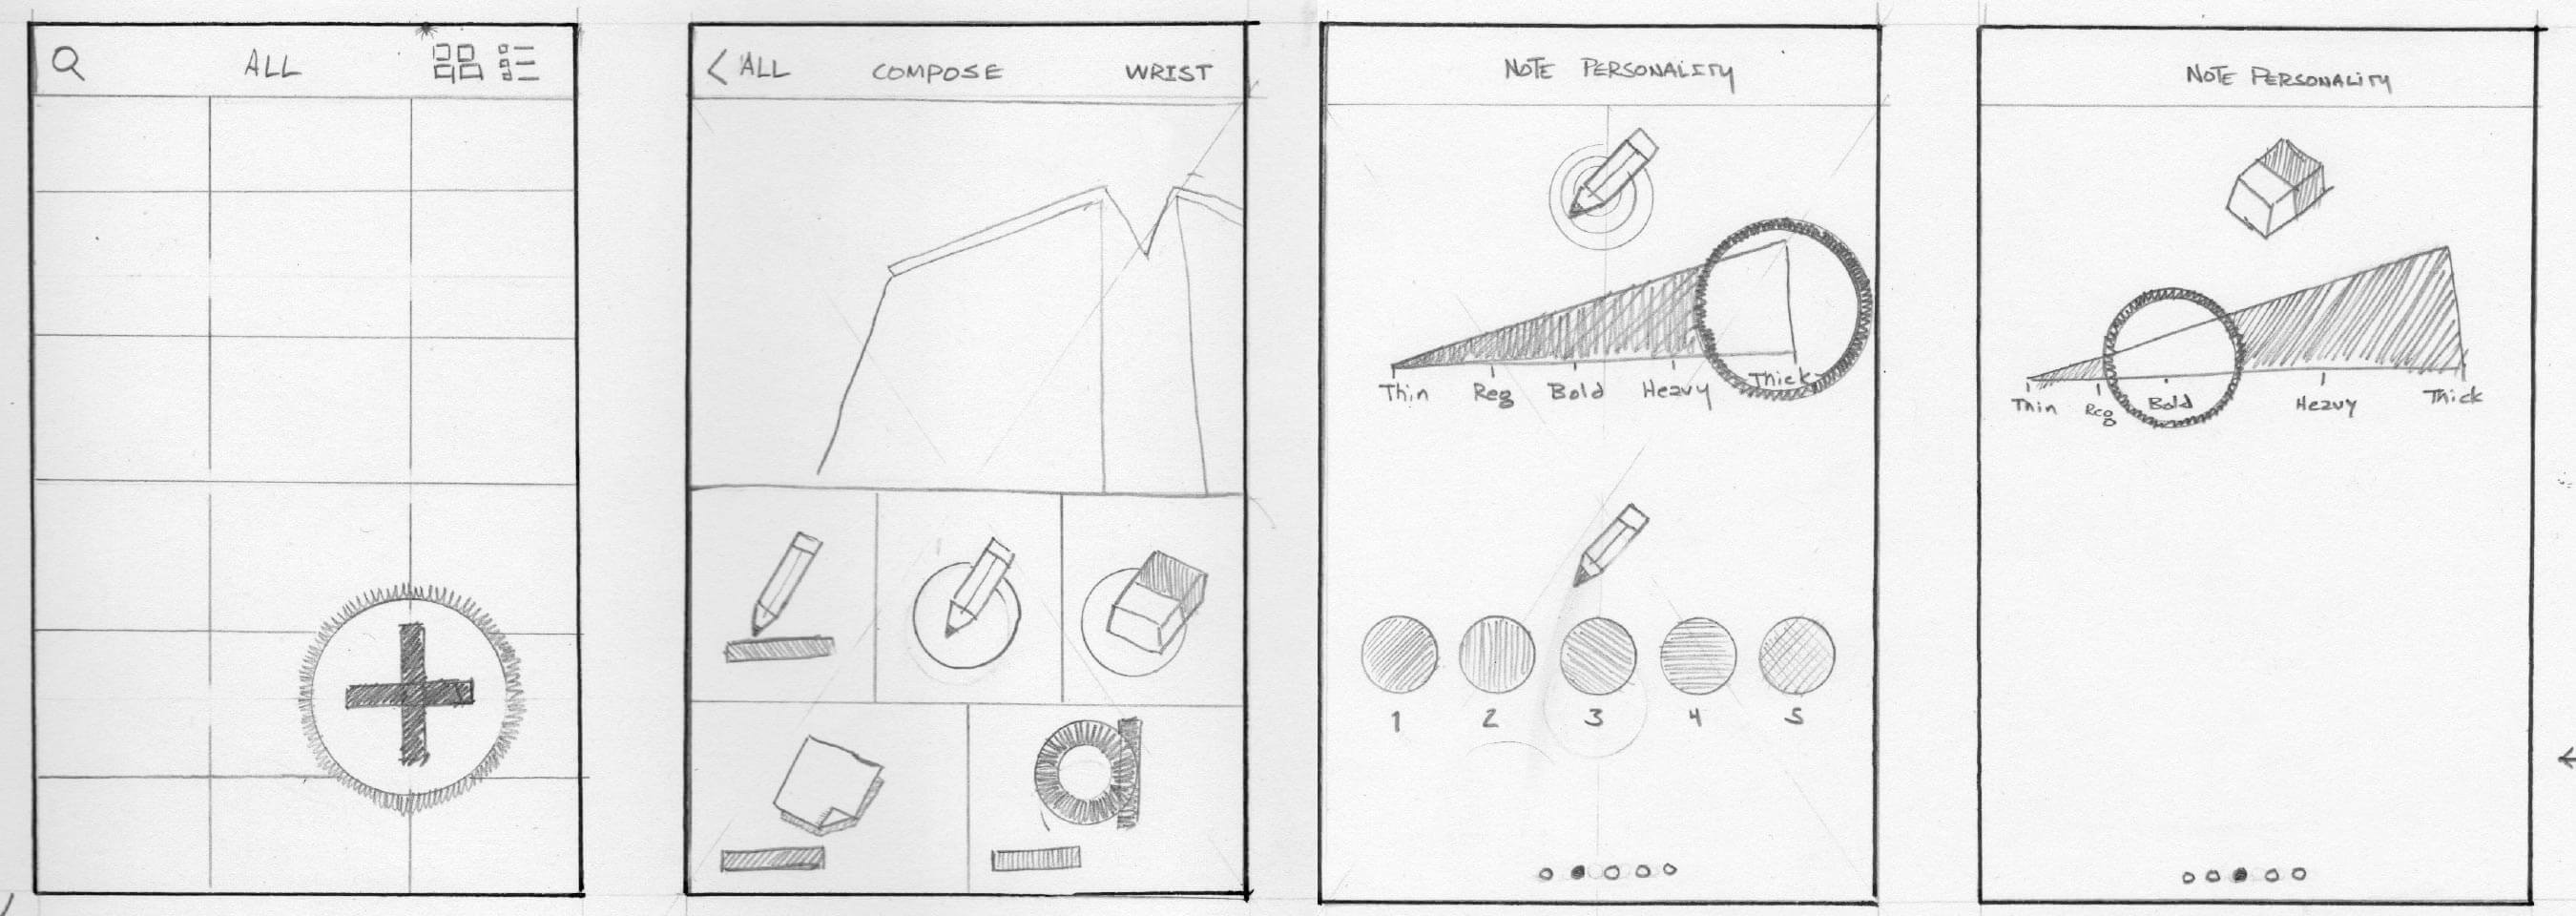 ALL
< ALL COMPOSE WRIST
NOTE PERSONALITY
Thin Reg Bold Heavy Thick
1 2 3 4 5
NOTE PERSONALITY
Thin Reg Bold Heavy Thick